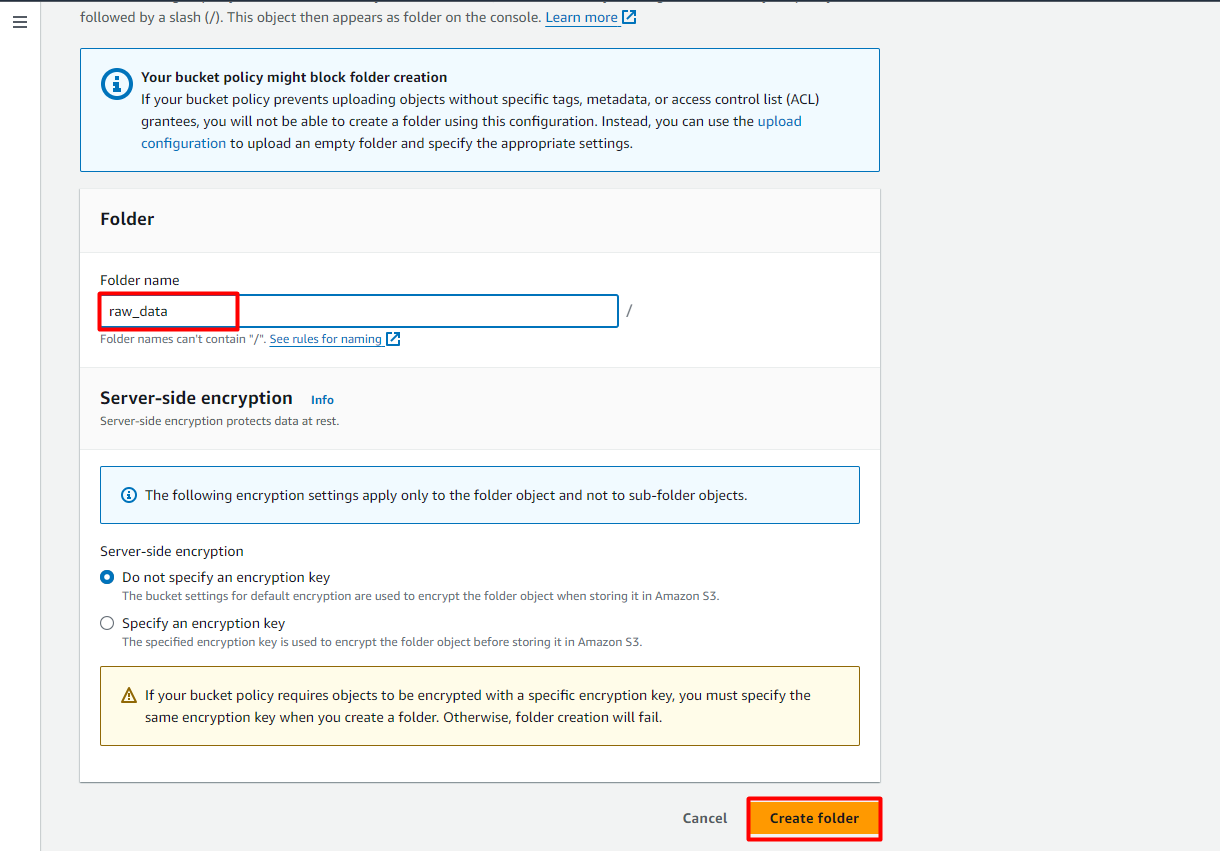 followed by a slash (/). This object then appears as folder on the console. Learn more
Your bucket policy might block folder creation
If your bucket policy prevents uploading objects without specific tags, metadata, or access control list (ACL)
grantees, you will not be able to create a folder using this configuration. Instead, you can use the upload
configuration to upload an empty folder and specify the appropriate settings.
Folder
Folder name
raw_data
/
Folder names can't contain "/". See rules for naming
Server-side encryption Info
Server-side encryption protects data at rest.
The following encryption settings apply only to the folder object and not to sub-folder objects.
Server-side encryption
Do not specify an encryption key
The bucket settings for default encryption are used to encrypt the folder object when storing it in Amazon S3.
Specify an encryption key
The specified encryption key is used to encrypt the folder object before storing it in Amazon S3.
If your bucket policy requires objects to be encrypted with a specific encryption key, you must specify the
same encryption key when you create a folder. Otherwise, folder creation will fail.
Cancel Create folder